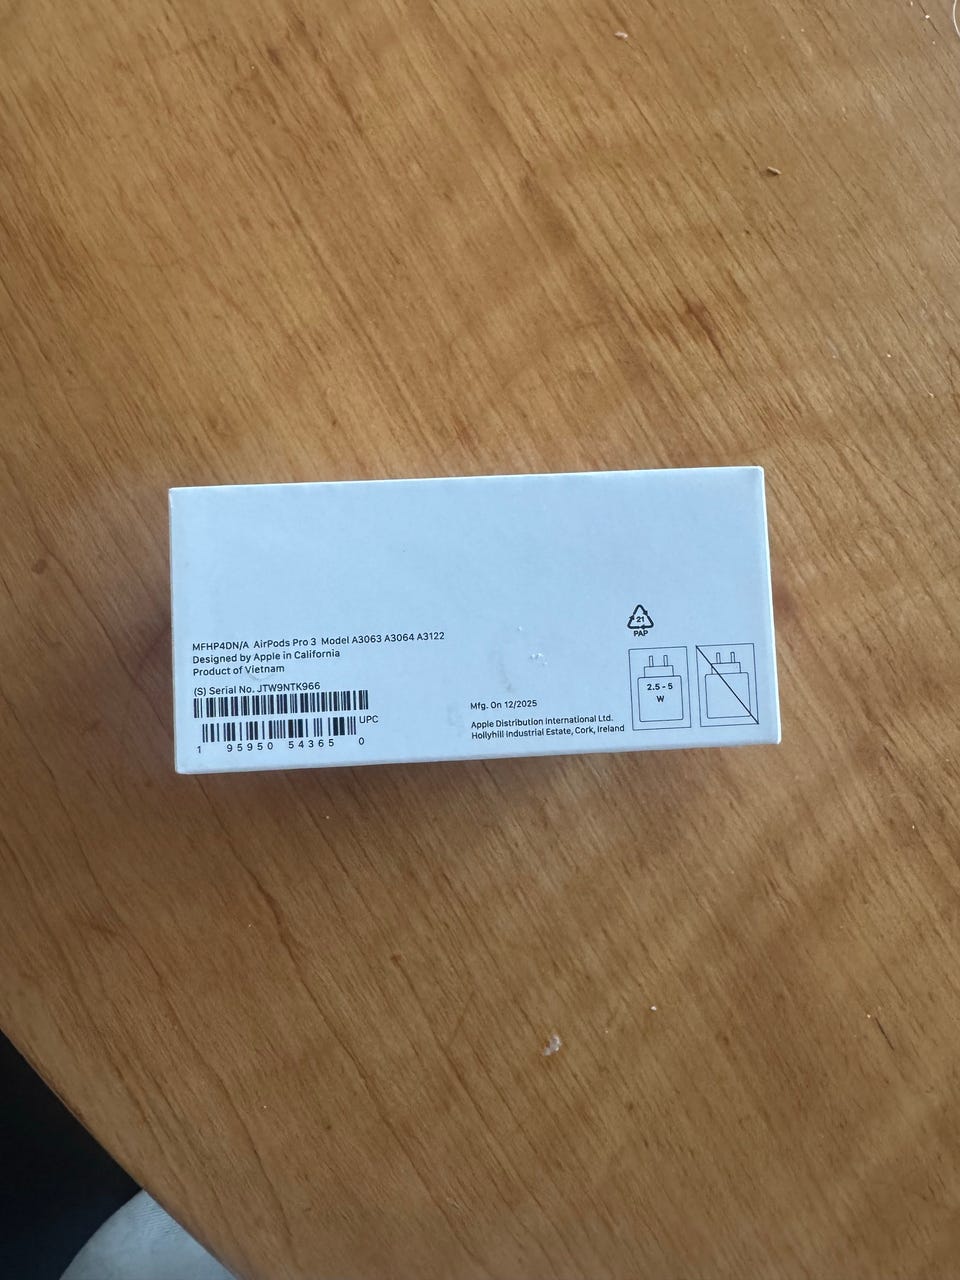 MFHP4DN/A AirPods Pro 3 Model A3063 A3064 A3122
Designed by Apple in California
Product of Vietnam
(S) Serial No. JTW9NTK966
UPC
1 95950 54365 0
Mfg. On 12/2025
Apple Distribution International Ltd.
Hollyhill Industrial Estate, Cork, Ireland
21
PAP
2.5 - 5
W